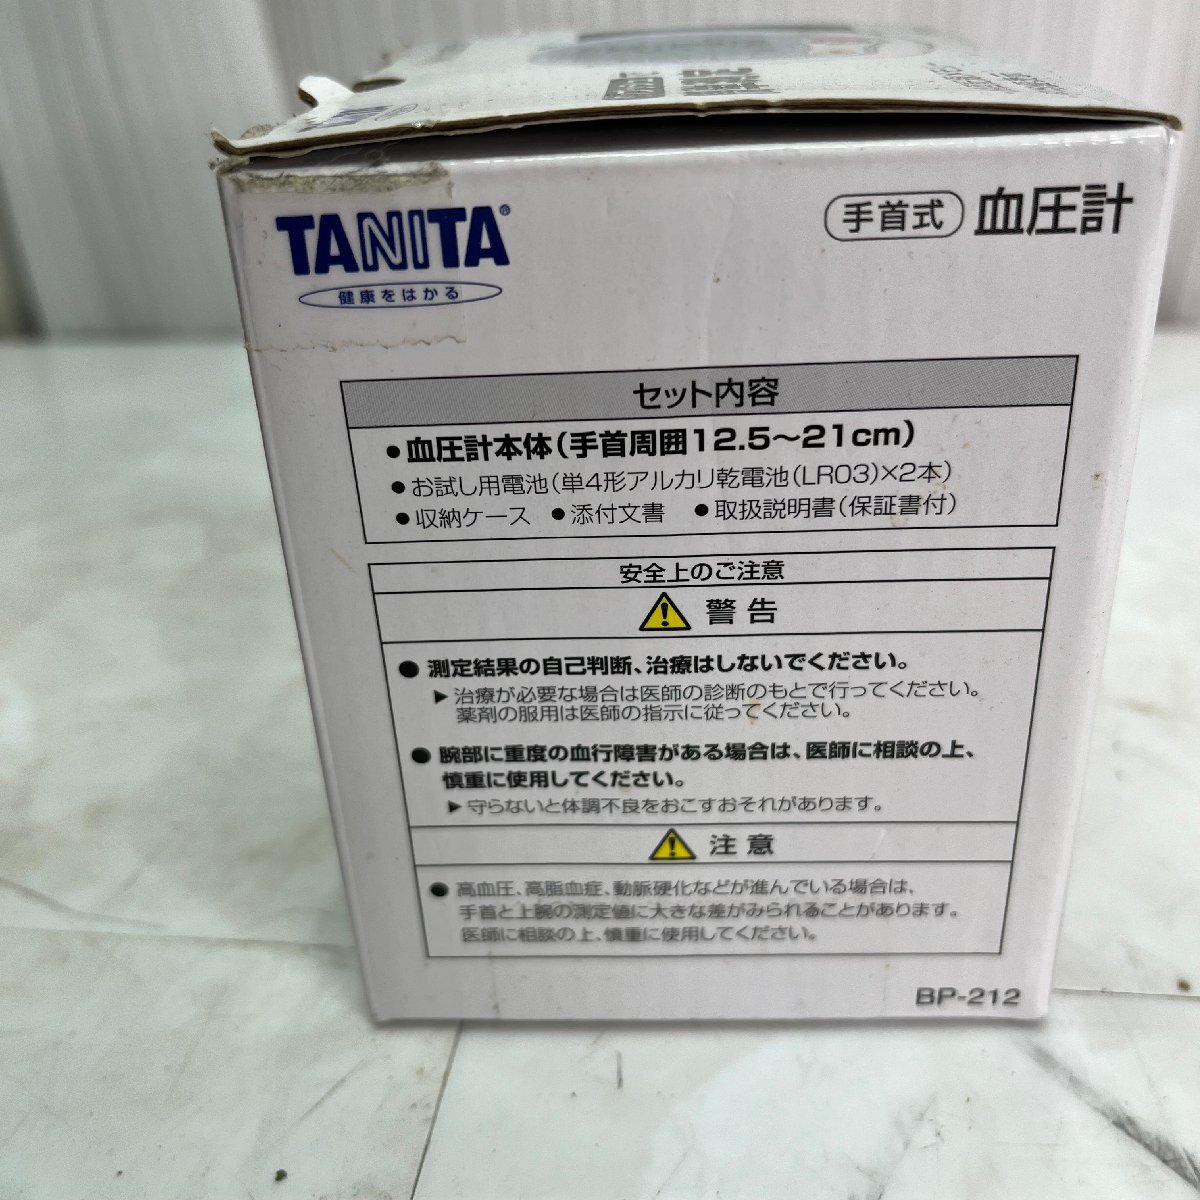 TANITA®
健康をはかる
手首式 血圧計
セット内容
●血圧計本体(手首周囲12.5〜21cm)
●お試し用電池(単4形アルカリ乾電池(LR03)×2本)
●収納ケース ●添付文書 ●取扱説明書(保証書付)
安全上のご注意
警告
●測定結果の自己判断、治療はしないでください。
▶治療が必要な場合は医師の診断のもとで行ってください。
薬剤の服用は医師の指示に従ってください。
●腕部に重度の血行障害がある場合は、医師に相談の上、
慎重に使用してください。
▶守らないと体調不良をおこすおそれがあります。
注意
●高血圧、高脂血症、動脈硬化などが進んでいる場合は、
手首と上腕の測定値に大きな差がみられることがあります。
医師に相談の上、慎重に使用してください。
BP-212